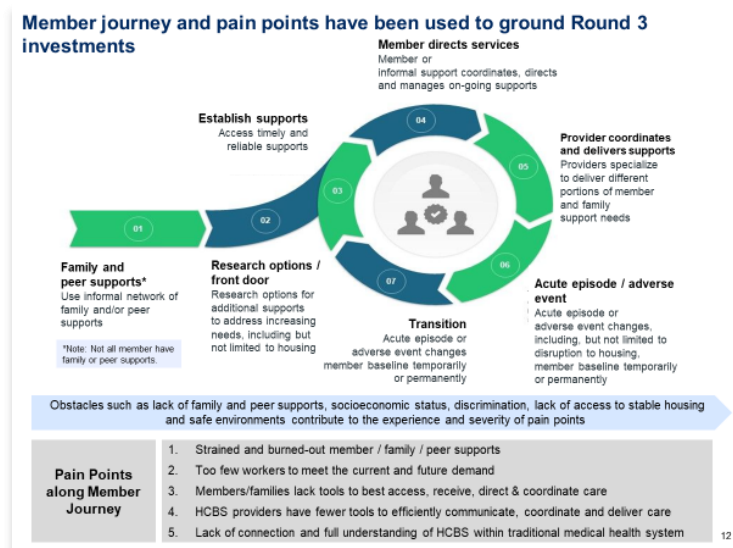 Member journey and pain points have been used to ground Round 3
investments
Member directs services
Member or
informal support coordinates, directs
and manages on-going supports
Establish supports
Access timely and
reliable supports
04
Provider coordinates
and delivers supports
Providers specialize
to deliver different
portions of member
and family
support needs
05
03
02
01
06
07
Family and
peer supports*
Use informal network of
family and/or peer
supports
*Note: Not all member have
family or peer supports.
Research options /
front door
Research options for
additional supports
to address increasing
needs, including but
not limited to housing
Transition
Acute episode or
adverse event changes
member baseline temporarily
or permanently
Acute episode / adverse
event
Acute episode or
adverse event changes,
including, but not limited to
disruption to housing,
member baseline temporarily
or permanently
Obstacles such as lack of family and peer supports, socioeconomic status, discrimination, lack of access to stable housing
and safe environments contribute to the experience and severity of pain points
Pain Points
along Member
Journey
1. Strained and burned-out member / family / peer supports
2. Too few workers to meet the current and future demand
3. Members/families lack tools to best access, receive, direct & coordinate care
4. HCBS providers have fewer tools to efficiently communicate, coordinate and deliver care
5. Lack of connection and full understanding of HCBS within traditional medical health system
12